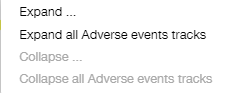 Expand ...
Expand all Adverse events tracks
Collapse ...
Collapse all Adverse events tracks